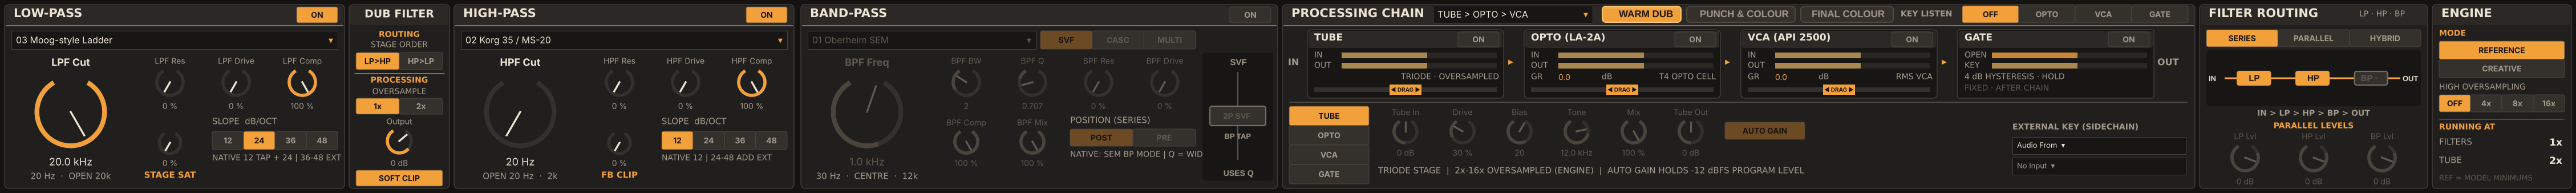 LOW-PASS
ON
03 Moog-style Ladder
LPF Cut
20.0 kHz
20 Hz · OPEN 20k
LPF Res
0 %
LPF Drive
0 %
LPF Comp
100 %
0 %
STAGE SAT
SLOPE dB/OCT
12 24 36 48
NATIVE 12 TAP + 24 | 36-48 EXT
DUB FILTER
ROUTING
STAGE ORDER
LP>HP HP>LP
PROCESSING
OVERSAMPLE
1x 2x
Output
0 dB
SOFT CLIP
HIGH-PASS
ON
02 Korg 35 / MS-20
HPF Cut
20 Hz
OPEN 20 Hz · 2k
HPF Res
0 %
HPF Drive
0 %
HPF Comp
100 %
0 %
FB CLIP
SLOPE dB/OCT
12 24 36 48
NATIVE 12 | 24-48 ADD EXT
BAND-PASS
ON
01 Oberheim SEM
SVF CASC MULTI
BPF Freq
1.0 kHz
30 Hz · CENTRE · 12k
BPF BW
2
BPF Q
0.707
BPF Res
0 %
BPF Drive
0 %
BPF Comp
100 %
BPF Mix
100 %
POSITION (SERIES)
POST PRE
NATIVE: SEM BP MODE | Q = WID
SVF
2P SVF
BP TAP
USES Q
PROCESSING CHAIN
TUBE > OPTO > VCA
WARM DUB
PUNCH & COLOUR
FINAL COLOUR
KEY LISTEN
OFF OPTO VCA GATE
IN
TUBE
ON
IN
OUT
TRIODE · OVERSAMPLED
DRAG
OPTO (LA-2A)
ON
IN
OUT
GR 0.0 dB T4 OPTO CELL
DRAG
VCA (API 2500)
ON
IN
OUT
GR 0.0 dB RMS VCA
DRAG
GATE
ON
OPEN
KEY
4 dB HYSTERESIS · HOLD
FIXED · AFTER CHAIN
OUT
TUBE
OPTO
VCA
GATE
Tube In
0 dB
Drive
30 %
Bias
20
Tone
12.0 kHz
Mix
100 %
Tube Out
0 dB
AUTO GAIN
TRIODE STAGE | 2x-16x OVERSAMPLED (ENGINE) | AUTO GAIN HOLDS -12 dBFS PROGRAM LEVEL
EXTERNAL KEY (SIDECHAIN)
Audio From
No Input
FILTER ROUTING
LP · HP · BP
SERIES PARALLEL HYBRID
IN LP HP BP - OUT
IN > LP > HP > BP > OUT
PARALLEL LEVELS
LP Lvl HP Lvl BP Lvl
0 dB 0 dB 0 dB
ENGINE
MODE
REFERENCE
CREATIVE
HIGH OVERSAMPLING
OFF 4x 8x 16x
RUNNING AT
FILTERS 1x
TUBE 2x
REF = MODEL MINIMUMS